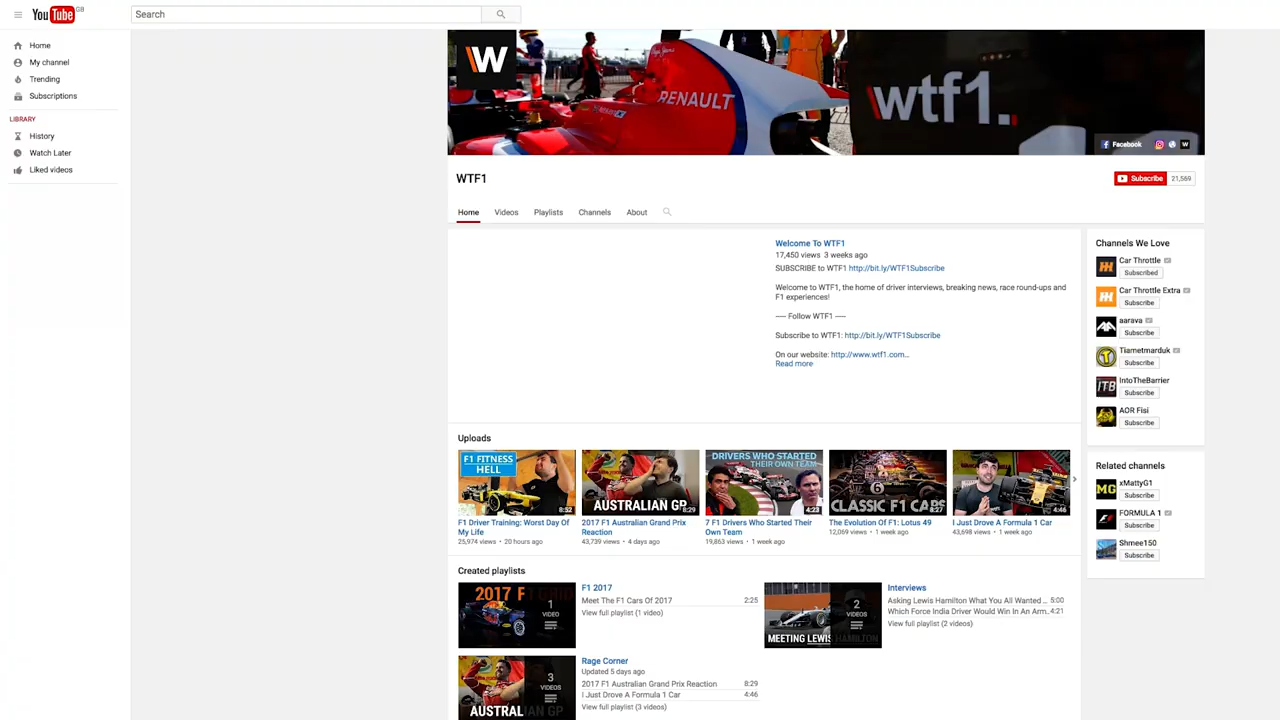 YouTube GB
Search
Home
My channel
Trending
Subscriptions
LIBRARY
History
Watch Later
Liked videos
W
RENAULT
wtf1.
Facebook
W
WTF1
Subscribe 21,569
Home Videos Playlists Channels About
Welcome To WTF1
17,450 views 3 weeks ago
SUBSCRIBE to WTF1 http://bit.ly/WTF1Subscribe
Welcome to WTF1, the home of driver interviews, breaking news, race round-ups and
F1 experiences!
---- Follow WTF1 ----
Subscribe to WTF1: http://bit.ly/WTF1Subscribe
On our website: http://www.wtf1.com...
Read more
Channels We Love
Car Throttle
Subscribed
Car Throttle Extra
Subscribe
aarava
Subscribe
Tiametmarduk
Subscribe
ITB
IntoTheBarrier
Subscribe
AOR Fisi
Subscribe
Related channels
MG
xMattyG1
Subscribe
FORMULA 1
Subscribe
Shmee150
Subscribe
Uploads
F1 FITNESS
HELL
8:52
F1 Driver Training: Worst Day Of
My Life
25,974 views • 20 hours ago
AUSTRALIAN GP
8:29
2017 F1 Australian Grand Prix
Reaction
43,739 views • 4 days ago
DRIVERS WHO STARTED
THEIR OWN TEAM
4:23
7 F1 Drivers Who Started Their
Own Team
19,863 views • 1 week ago
CLASSIC F1 CARS
8:27
The Evolution Of F1: Lotus 49
12,069 views • 1 week ago
4:46
I Just Drove A Formula 1 Car
43,698 views • 1 week ago
Created playlists
2017 F1
1
VIDEO
F1 2017
Meet The F1 Cars Of 2017 2:25
View full playlist (1 video)
2
VIDEOS
MEETING LEWIS HAMILTON
Interviews
Asking Lewis Hamilton What You All Wanted ... 5:00
Which Force India Driver Would Win In An Arm... 4:21
View full playlist (2 videos)
3
VIDEOS
AUSTRALIAN GP
Rage Corner
Updated 5 days ago
2017 F1 Australian Grand Prix Reaction 8:29
I Just Drove A Formula 1 Car 4:46
View full playlist (3 videos)